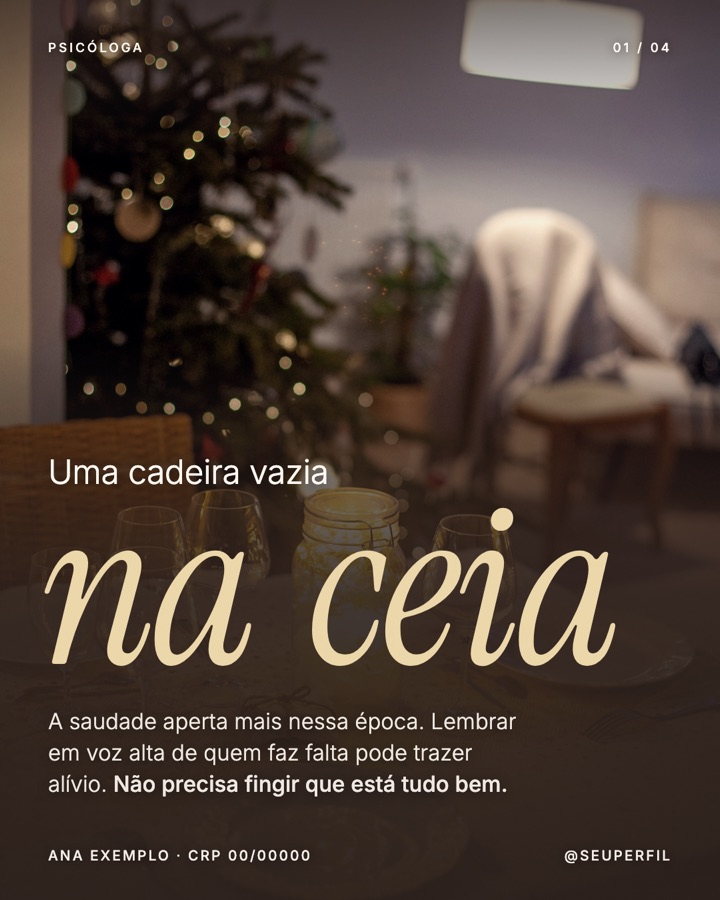 PSICÓLOGA
01 / 04
Uma cadeira vazia
na ceia
A saudade aperta mais nessa época. Lembrar
em voz alta de quem faz falta pode trazer
alívio. Não precisa fingir que está tudo bem.
ANA EXEMPLO · CRP 00/00000
@SEUPERFIL